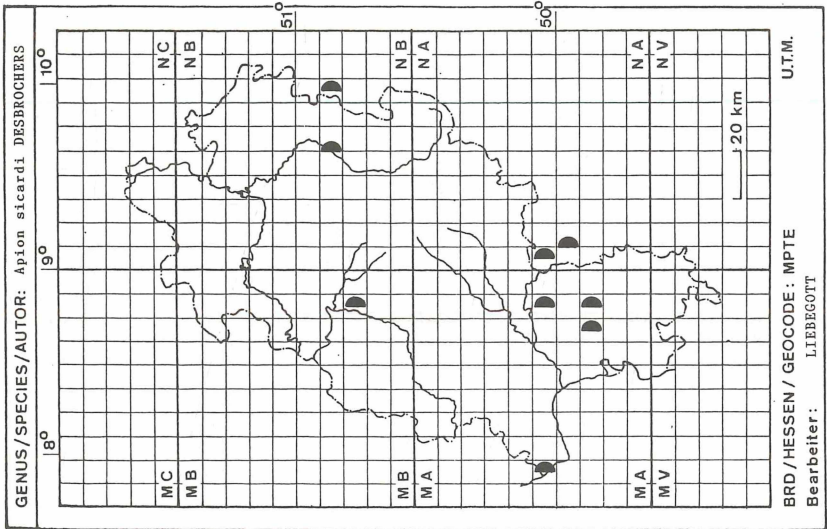 GENUS/SPECIES/AUTOR: Apion sicardi DESBROCHERS
8° 9° 10°
MC NC
MB NB
51°
MB NB
MA NA
50°
MA NA
MV NV
20 km
BRD/HESSEN/GEOCODE: MPTE U.T.M.
Bearbeiter: LIEBEGOTT